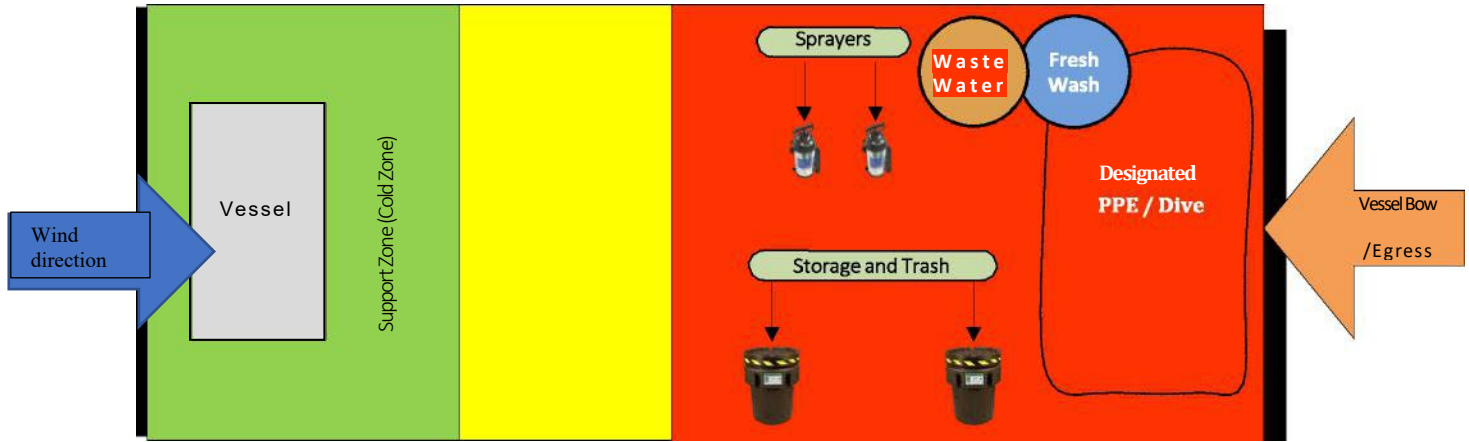 Sprayers
Waste
Water
Fresh
Wash
Support Zone (Cold Zone)
Vessel
Wind
direction
Designated
PPE / Dive
Vessel Bow
/Egress
Storage and Trash